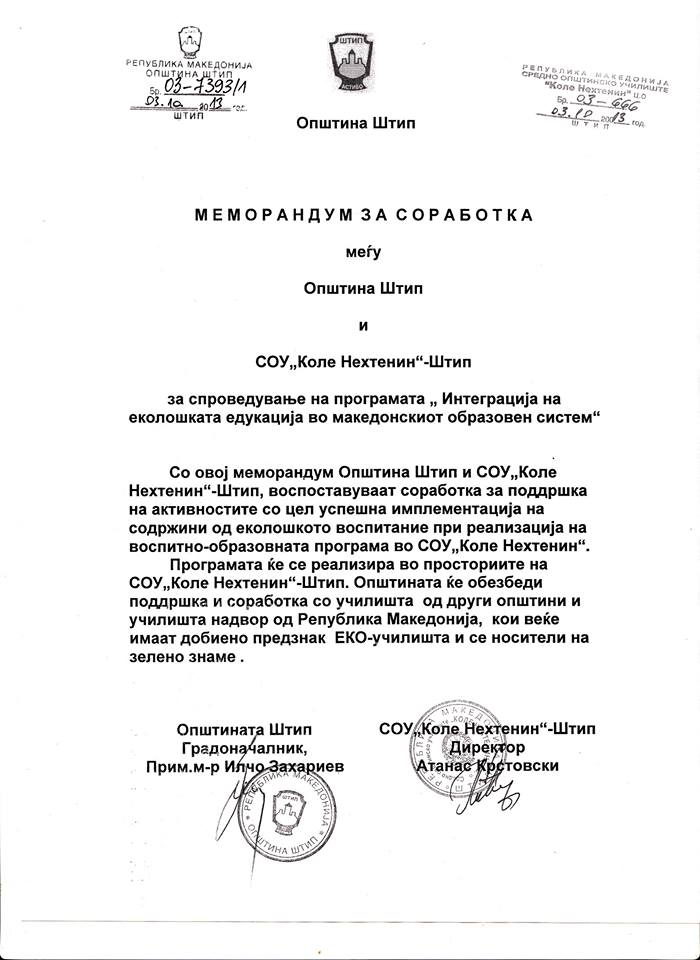 РЕПУБЛИКА МАКЕДОНИЈА
ОПШТИНА ШТИП
Бр. 03-7393/1
03.10 2013 год.
ШТИП
ШТИП
АСТИБО
Општина Штип
РЕПУБЛИКА МАКЕДОНИЈА
СРЕДНО ОПШТИНСКО УЧИЛИШТЕ
"Коле Нехтенин" ц.о
Бр. 03-666
03.10 2013 год.
ШТИП
М Е М О Р А Н Д У М З А С О Р А Б О Т К А
меѓу
Општина Штип
и
СОУ„Коле Нехтенин“-Штип
за спроведување на програмата „ Интеграција на
еколошката едукација во македонскиот образовен систем“
Со овој меморандум Општина Штип и СОУ„Коле
Нехтенин“-Штип, воспоставуваат соработка за поддршка
на активностите со цел успешна имплементација на
содржини од еколошкото воспитание при реализација на
воспитно-образовната програма во СОУ„Коле Нехтенин“.
Програмата ќе се реализира во просториите на
СОУ„Коле Нехтенин“-Штип. Општината ќе обезбеди
поддршка и соработка со училишта од други општини и
училишта надвор од Република Македонија, кои веќе
имаат добиено предзнак ЕКО-училишта и се носители на
зелено знаме .
Општината Штип
Градоначалник,
Прим.м-р Илчо Захариев
РЕПУБЛИКА МАКЕДОНИЈА
ОПШТИНА ШТИП
СОУ„Коле Нехтенин“-Штип
Директор
Атанас Крстовски
РЕПУБЛИКА МАКЕДОНИЈА